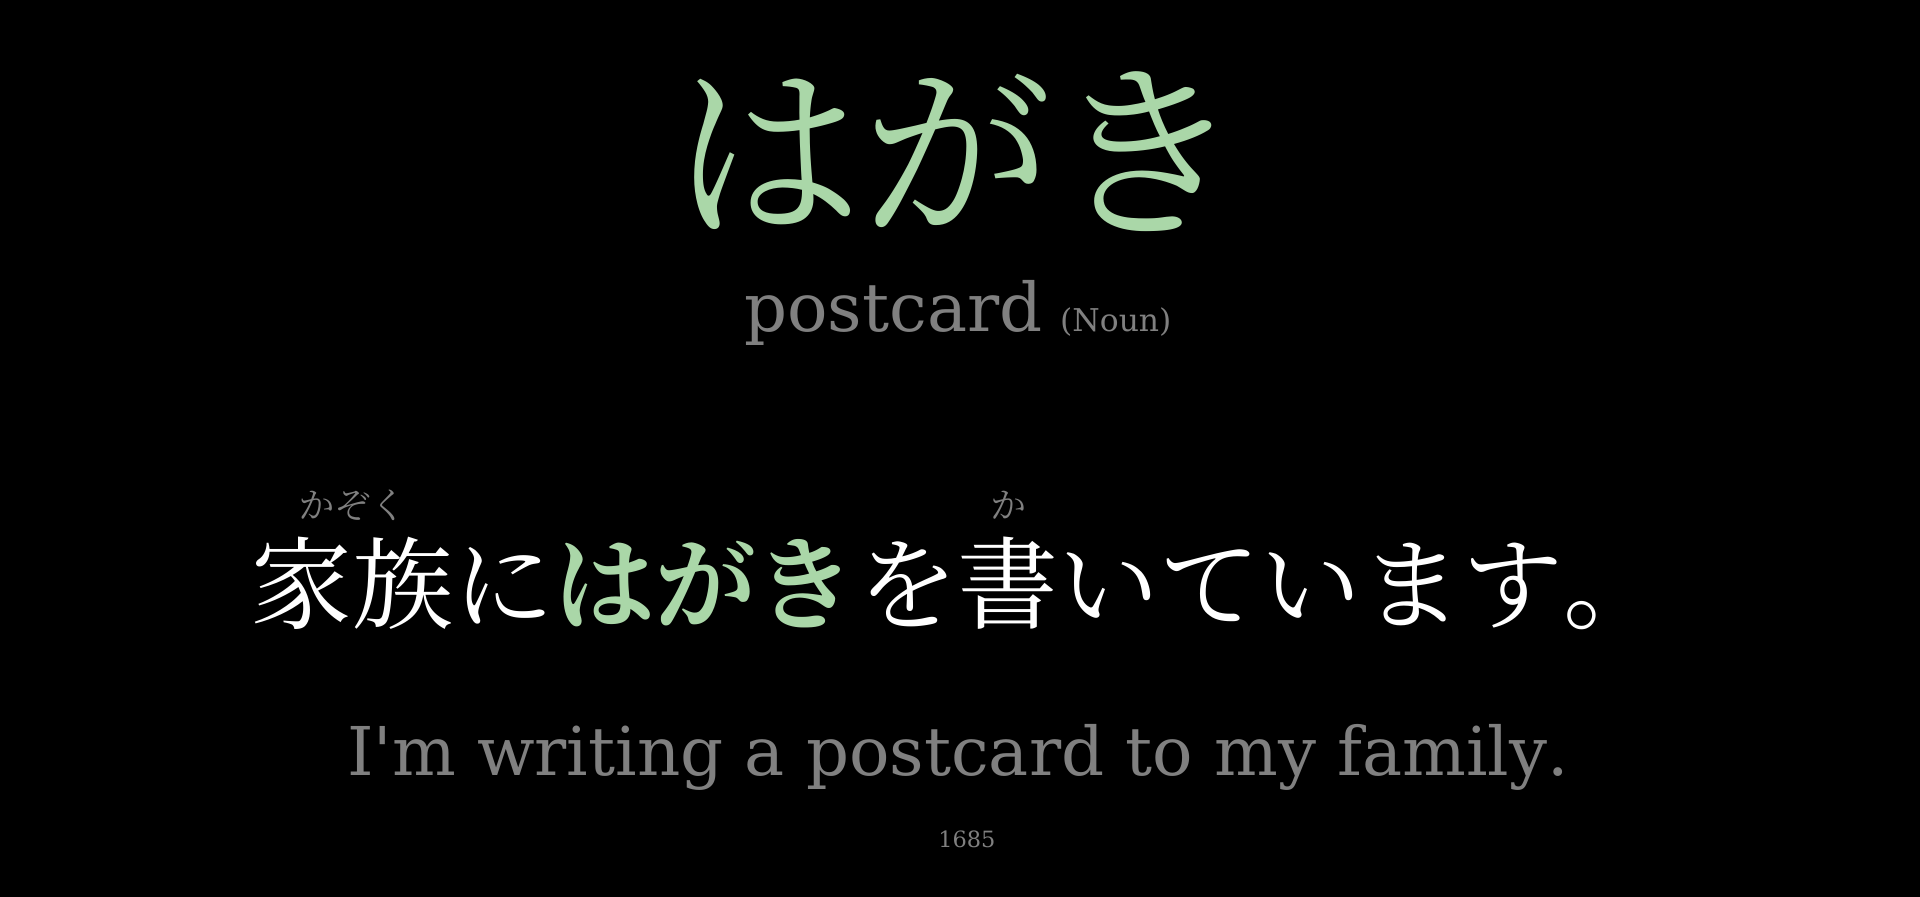 はがき
postcard (Noun)
かぞく か
家族にはがきを書いています。
I'm writing a postcard to my family.
1685